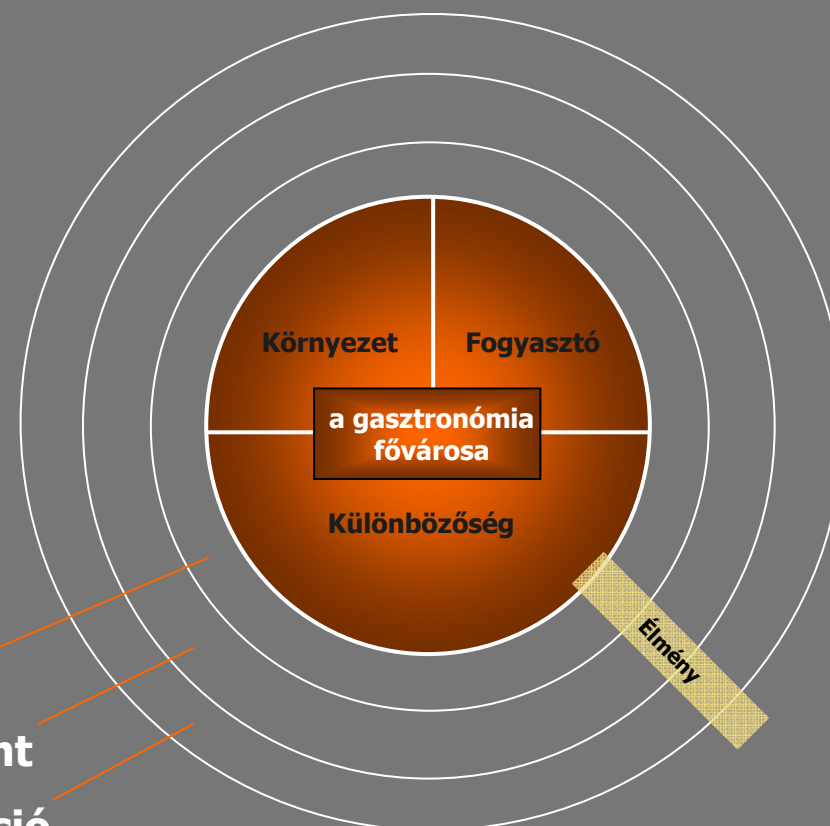 Környezet
Fogyasztó
a gasztronómia
fővárosa
Különbözőség
Élmény